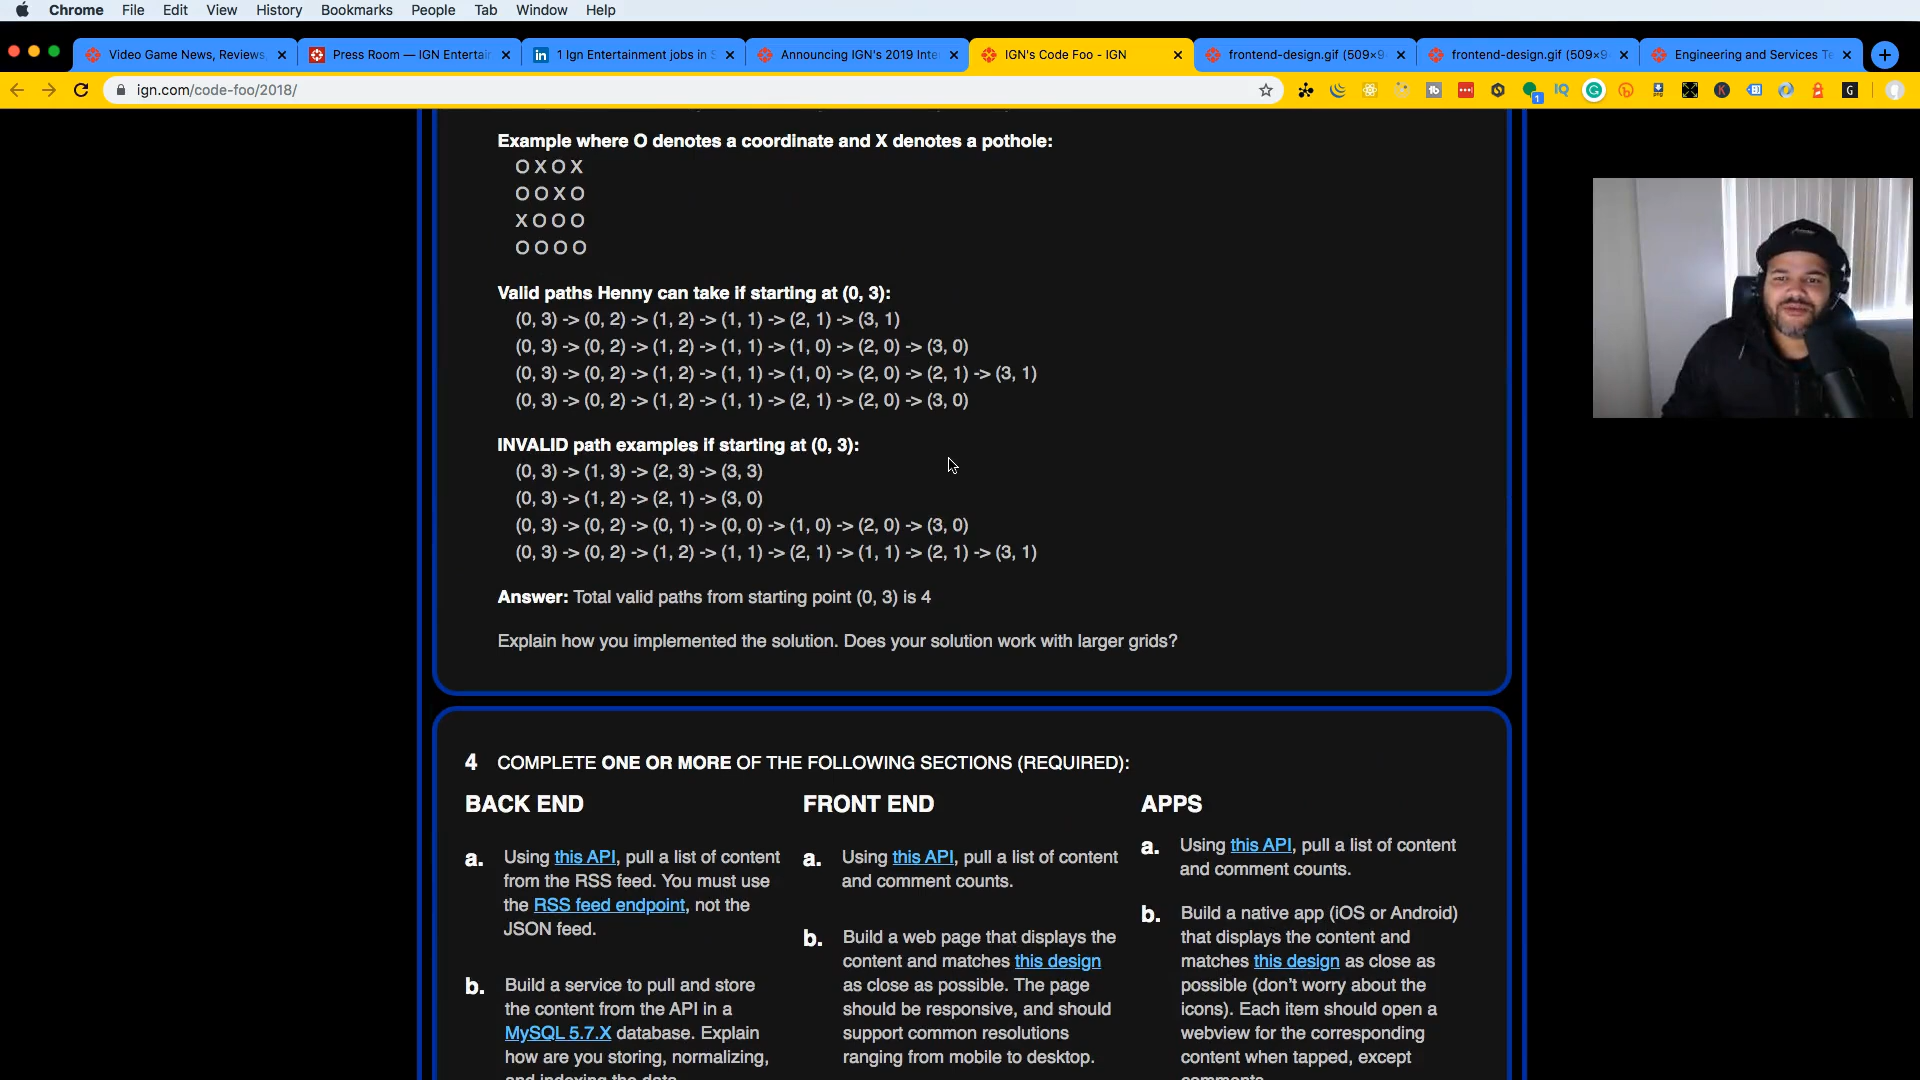 Chrome File Edit View History Bookmarks People Tab Window Help
Video Game News, Reviews, Press Room — IGN Entertain 1 Ign Entertainment jobs in S Announcing IGN's 2019 Inte IGN's Code Foo - IGN frontend-design.gif (509×9 frontend-design.gif (509×9 Engineering and Services Te
ign.com/code-foo/2018/
Example where O denotes a coordinate and X denotes a pothole:
O X O X
O O X O
X O O O
O O O O
Valid paths Henny can take if starting at (0, 3):
(0, 3) -> (0, 2) -> (1, 2) -> (1, 1) -> (2, 1) -> (3, 1)
(0, 3) -> (0, 2) -> (1, 2) -> (1, 1) -> (1, 0) -> (2, 0) -> (3, 0)
(0, 3) -> (0, 2) -> (1, 2) -> (1, 1) -> (1, 0) -> (2, 0) -> (2, 1) -> (3, 1)
(0, 3) -> (0, 2) -> (1, 2) -> (1, 1) -> (2, 1) -> (2, 0) -> (3, 0)
INVALID path examples if starting at (0, 3):
(0, 3) -> (1, 3) -> (2, 3) -> (3, 3)
(0, 3) -> (1, 2) -> (2, 1) -> (3, 0)
(0, 3) -> (0, 2) -> (0, 1) -> (0, 0) -> (1, 0) -> (2, 0) -> (3, 0)
(0, 3) -> (0, 2) -> (1, 2) -> (1, 1) -> (2, 1) -> (1, 1) -> (2, 1) -> (3, 1)
Answer: Total valid paths from starting point (0, 3) is 4
Explain how you implemented the solution. Does your solution work with larger grids?
4 COMPLETE ONE OR MORE OF THE FOLLOWING SECTIONS (REQUIRED):
BACK END
a. Using this API, pull a list of content
from the RSS feed. You must use
the RSS feed endpoint, not the
JSON feed.
b. Build a service to pull and store
the content from the API in a
MySQL 5.7.X database. Explain
how are you storing, normalizing,
and indexing the data.
FRONT END
a. Using this API, pull a list of content
and comment counts.
b. Build a web page that displays the
content and matches this design
as close as possible. The page
should be responsive, and should
support common resolutions
ranging from mobile to desktop.
APPS
a. Using this API, pull a list of content
and comment counts.
b. Build a native app (iOS or Android)
that displays the content and
matches this design as close as
possible (don't worry about the
icons). Each item should open a
webview for the corresponding
content when tapped, except
comments.